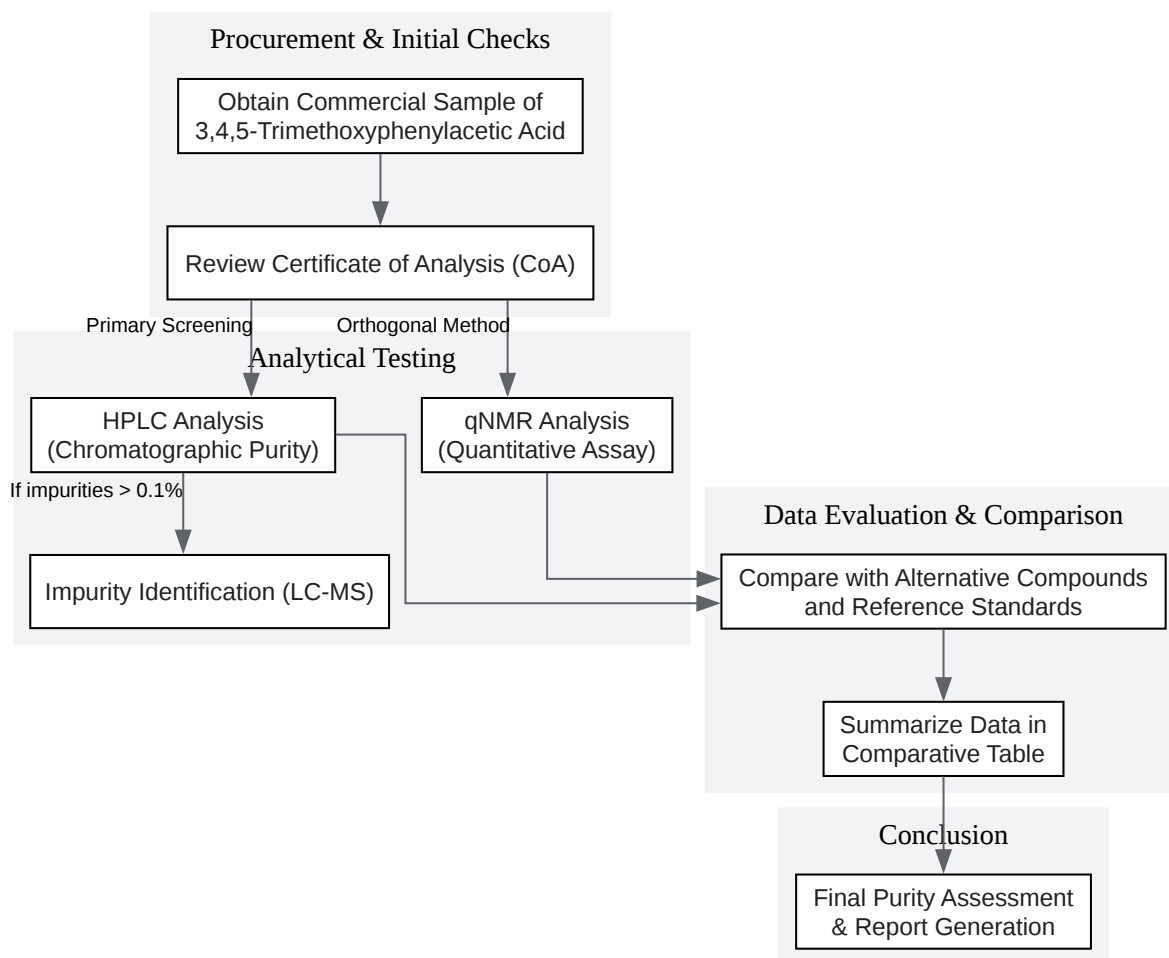 Procurement & Initial Checks
Obtain Commercial Sample of
3,4,5-Trimethoxyphenylacetic Acid
Review Certificate of Analysis (CoA)
Primary Screening
Orthogonal Method
Analytical Testing
HPLC Analysis
(Chromatographic Purity)
qNMR Analysis
(Quantitative Assay)
If impurities > 0.1%
Impurity Identification (LC-MS)
Data Evaluation & Comparison
Compare with Alternative Compounds
and Reference Standards
Summarize Data in
Comparative Table
Conclusion
Final Purity Assessment
& Report Generation